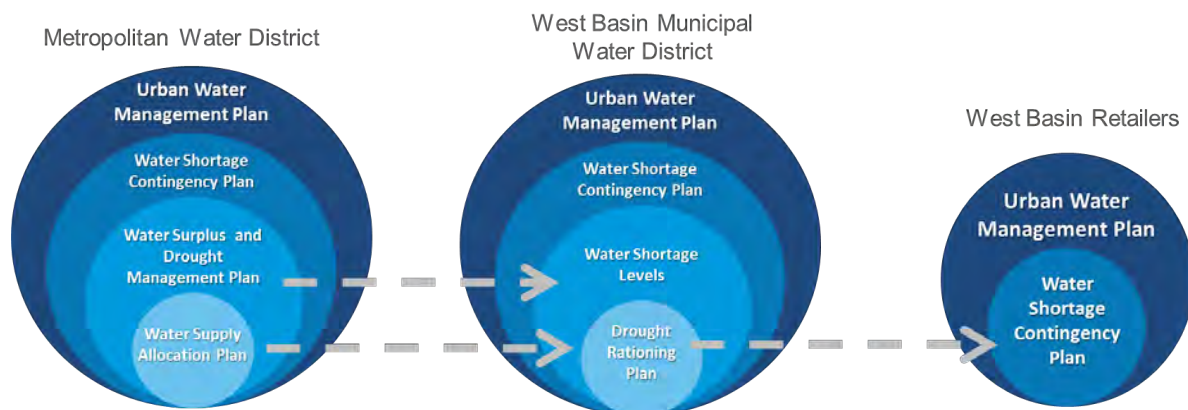 Metropolitan Water District
Urban Water
Management Plan
Water Shortage
Contingency Plan
Water Surplus and
Drought
Management Plan
Water Supply
Allocation Plan
West Basin Municipal
Water District
Urban Water
Management Plan
Water Shortage
Contingency Plan
Water Shortage
Levels
Drought
Rationing
Plan
West Basin Retailers
Urban Water
Management Plan
Water
Shortage
Contingency
Plan